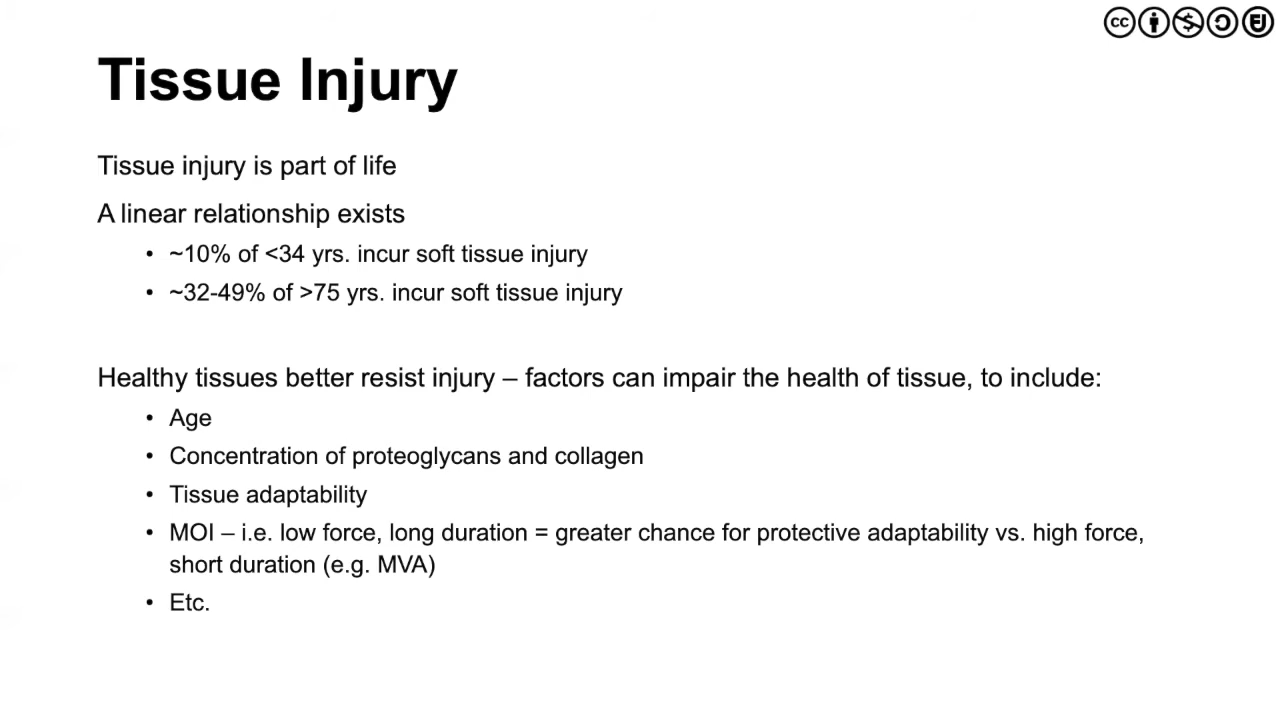 Tissue Injury
Tissue injury is part of life
A linear relationship exists
• ~10% of <34 yrs. incur soft tissue injury
• ~32-49% of >75 yrs. incur soft tissue injury
Healthy tissues better resist injury – factors can impair the health of tissue, to include:
• Age
• Concentration of proteoglycans and collagen
• Tissue adaptability
• MOI – i.e. low force, long duration = greater chance for protective adaptability vs. high force,
short duration (e.g. MVA)
• Etc.